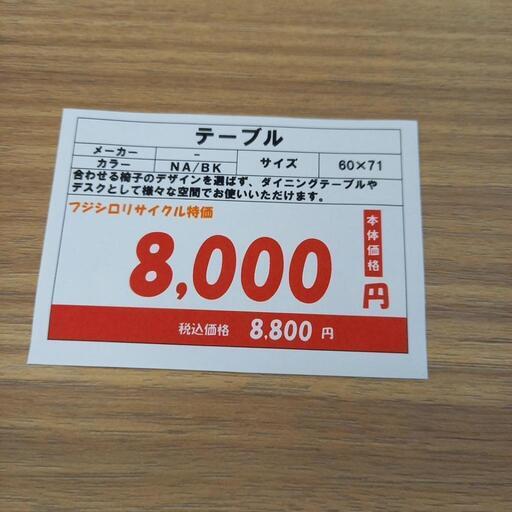 テーブル
メーカー -
カラー NA/BK サイズ 60×71
合わせる椅子のデザインを選ばず、ダイニングテーブルや
デスクとして様々な空間でお使いいただけます。
フジシロリサイクル特価
8,000 円
本体価格
税込価格 8,800 円